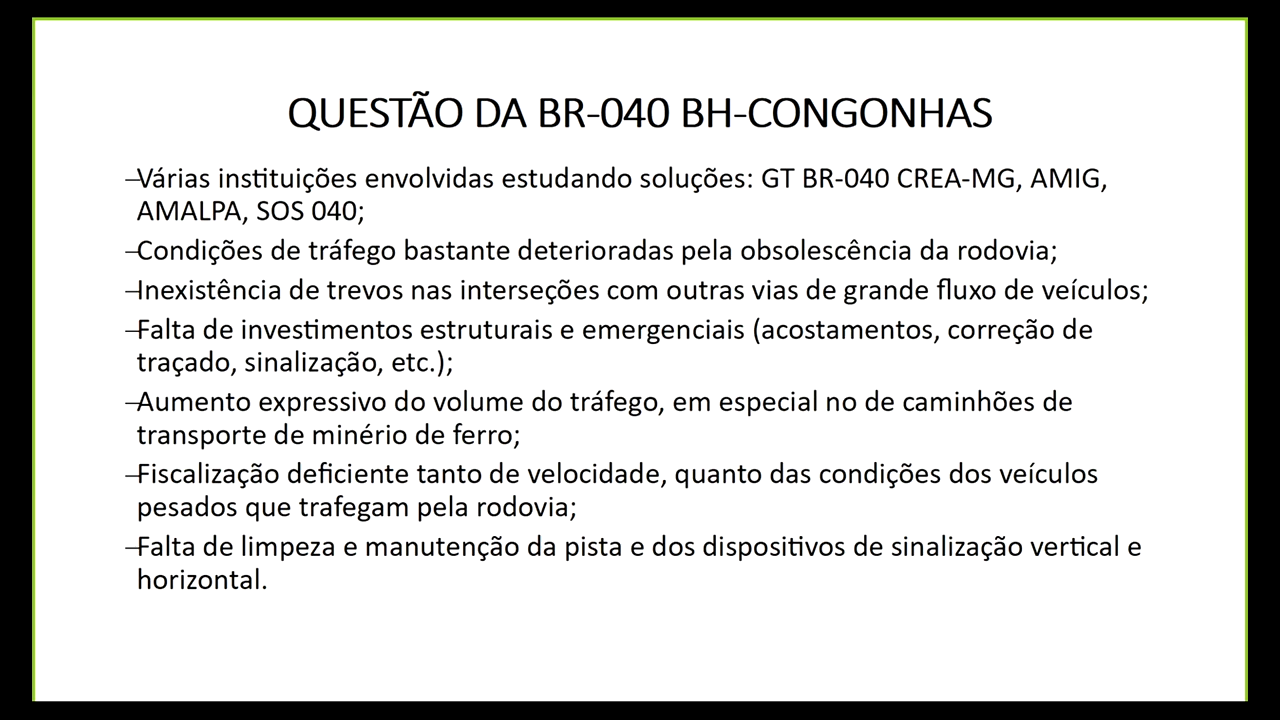 QUESTÃO DA BR-040 BH-CONGONHAS
–Várias instituições envolvidas estudando soluções: GT BR-040 CREA-MG, AMIG,
AMALPA, SOS 040;
–Condições de tráfego bastante deterioradas pela obsolescência da rodovia;
–Inexistência de trevos nas interseções com outras vias de grande fluxo de veículos;
–Falta de investimentos estruturais e emergenciais (acostamentos, correção de
traçado, sinalização, etc.);
–Aumento expressivo do volume do tráfego, em especial no de caminhões de
transporte de minério de ferro;
–Fiscalização deficiente tanto de velocidade, quanto das condições dos veículos
pesados que trafegam pela rodovia;
–Falta de limpeza e manutenção da pista e dos dispositivos de sinalização vertical e
horizontal.